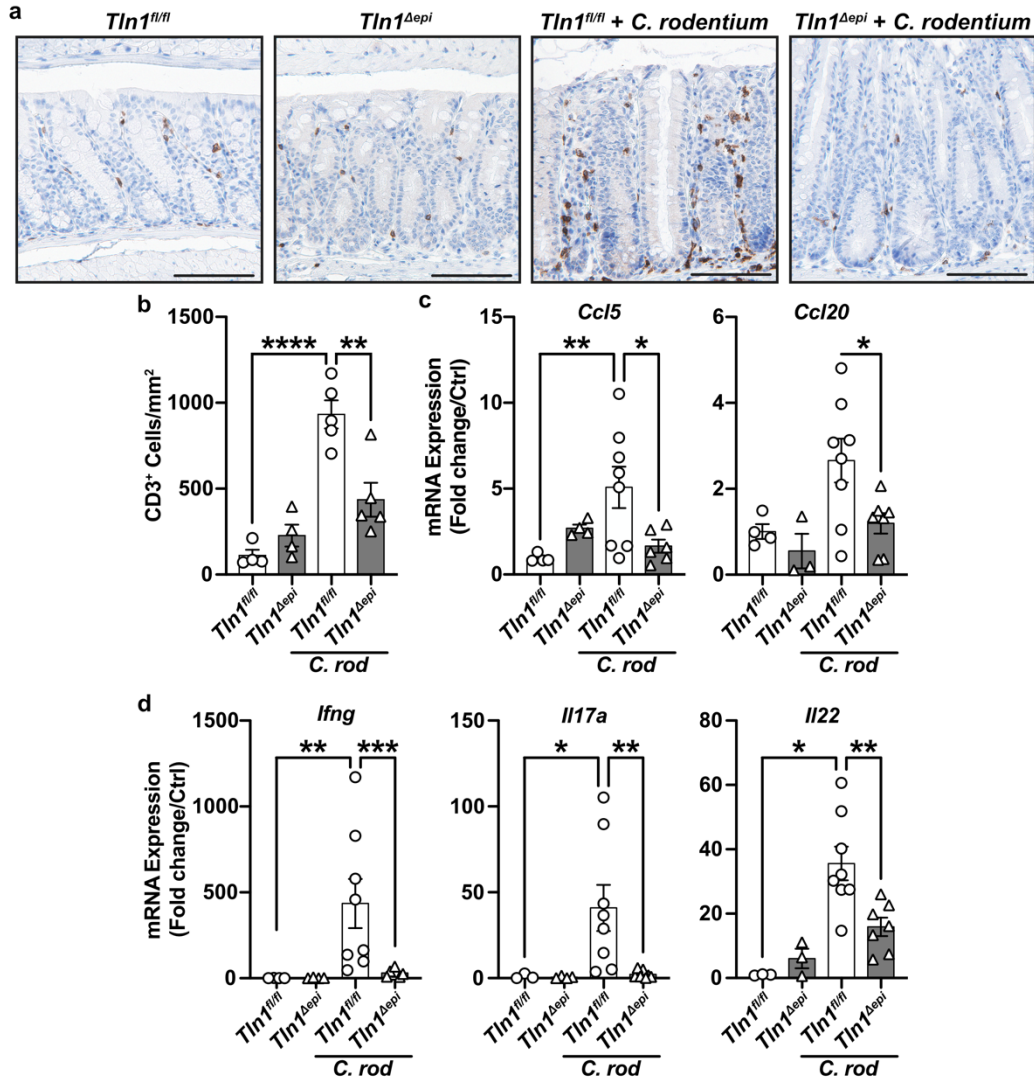 a
Tln1fl/fl
Tln1Δepi
Tln1fl/fl + C. rodentium
Tln1Δepi + C. rodentium
b
CD3+ Cells/mm2
1500
1000
500
0
****
**
Tln1fl/fl
Tln1Δepi
Tln1fl/fl
Tln1Δepi
C. rod
c
Ccl5
mRNA Expression
(Fold change/Ctrl)
15
10
5
0
**
*
Tln1fl/fl
Tln1Δepi
Tln1fl/fl
Tln1Δepi
C. rod
Ccl20
6
4
2
0
*
Tln1fl/fl
Tln1Δepi
Tln1fl/fl
Tln1Δepi
C. rod
d
Ifng
mRNA Expression
(Fold change/Ctrl)
1500
1000
500
0
**
***
Tln1fl/fl
Tln1Δepi
Tln1fl/fl
Tln1Δepi
C. rod
Il17a
150
100
50
0
*
**
Tln1fl/fl
Tln1Δepi
Tln1fl/fl
Tln1Δepi
C. rod
Il22
80
60
40
20
0
*
**
Tln1fl/fl
Tln1Δepi
Tln1fl/fl
Tln1Δepi
C. rod